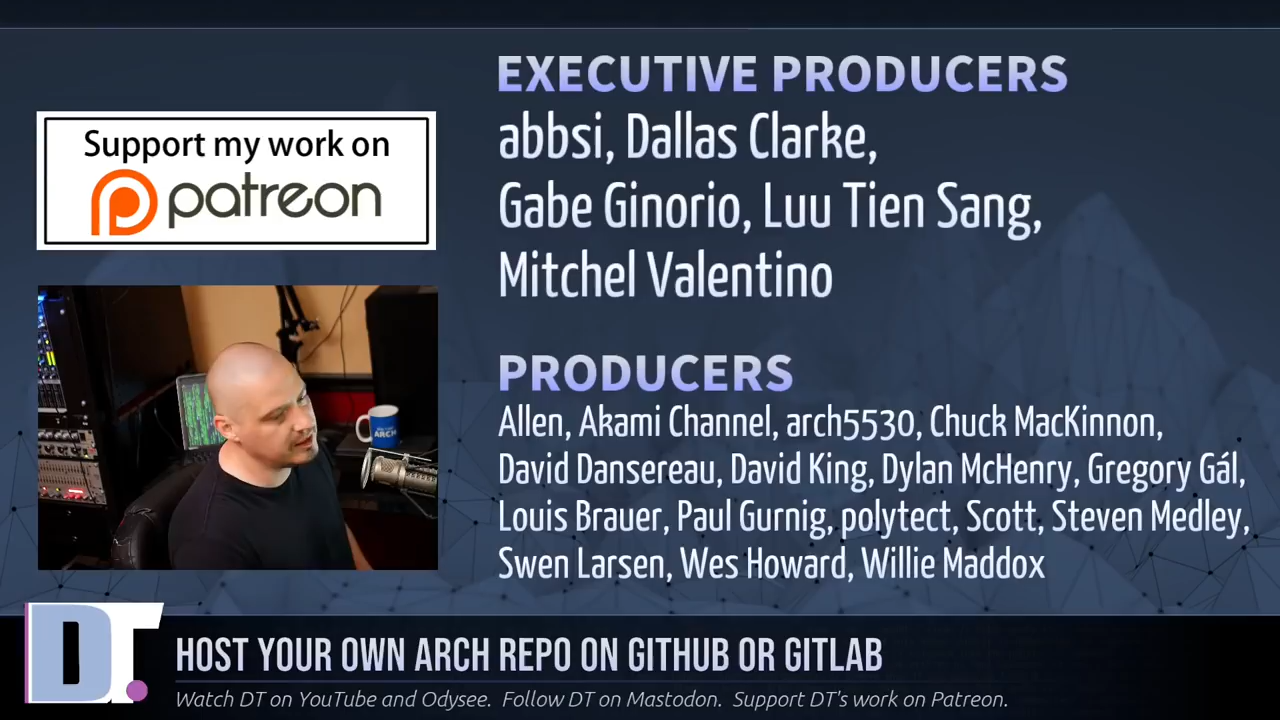 EXECUTIVE PRODUCERS
abbsi, Dallas Clarke,
Gabe Ginorio, Luu Tien Sang,
Mitchel Valentino
Support my work on
patreon
PRODUCERS
Allen, Akami Channel, arch5530, Chuck MacKinnon,
David Dansereau, David King, Dylan McHenry, Gregory Gál,
Louis Brauer, Paul Gurnig, polytect, Scott, Steven Medley,
Swen Larsen, Wes Howard, Willie Maddox
ARCH
DT.
HOST YOUR OWN ARCH REPO ON GITHUB OR GITLAB
Watch DT on YouTube and Odysee. Follow DT on Mastodon. Support DT's work on Patreon.